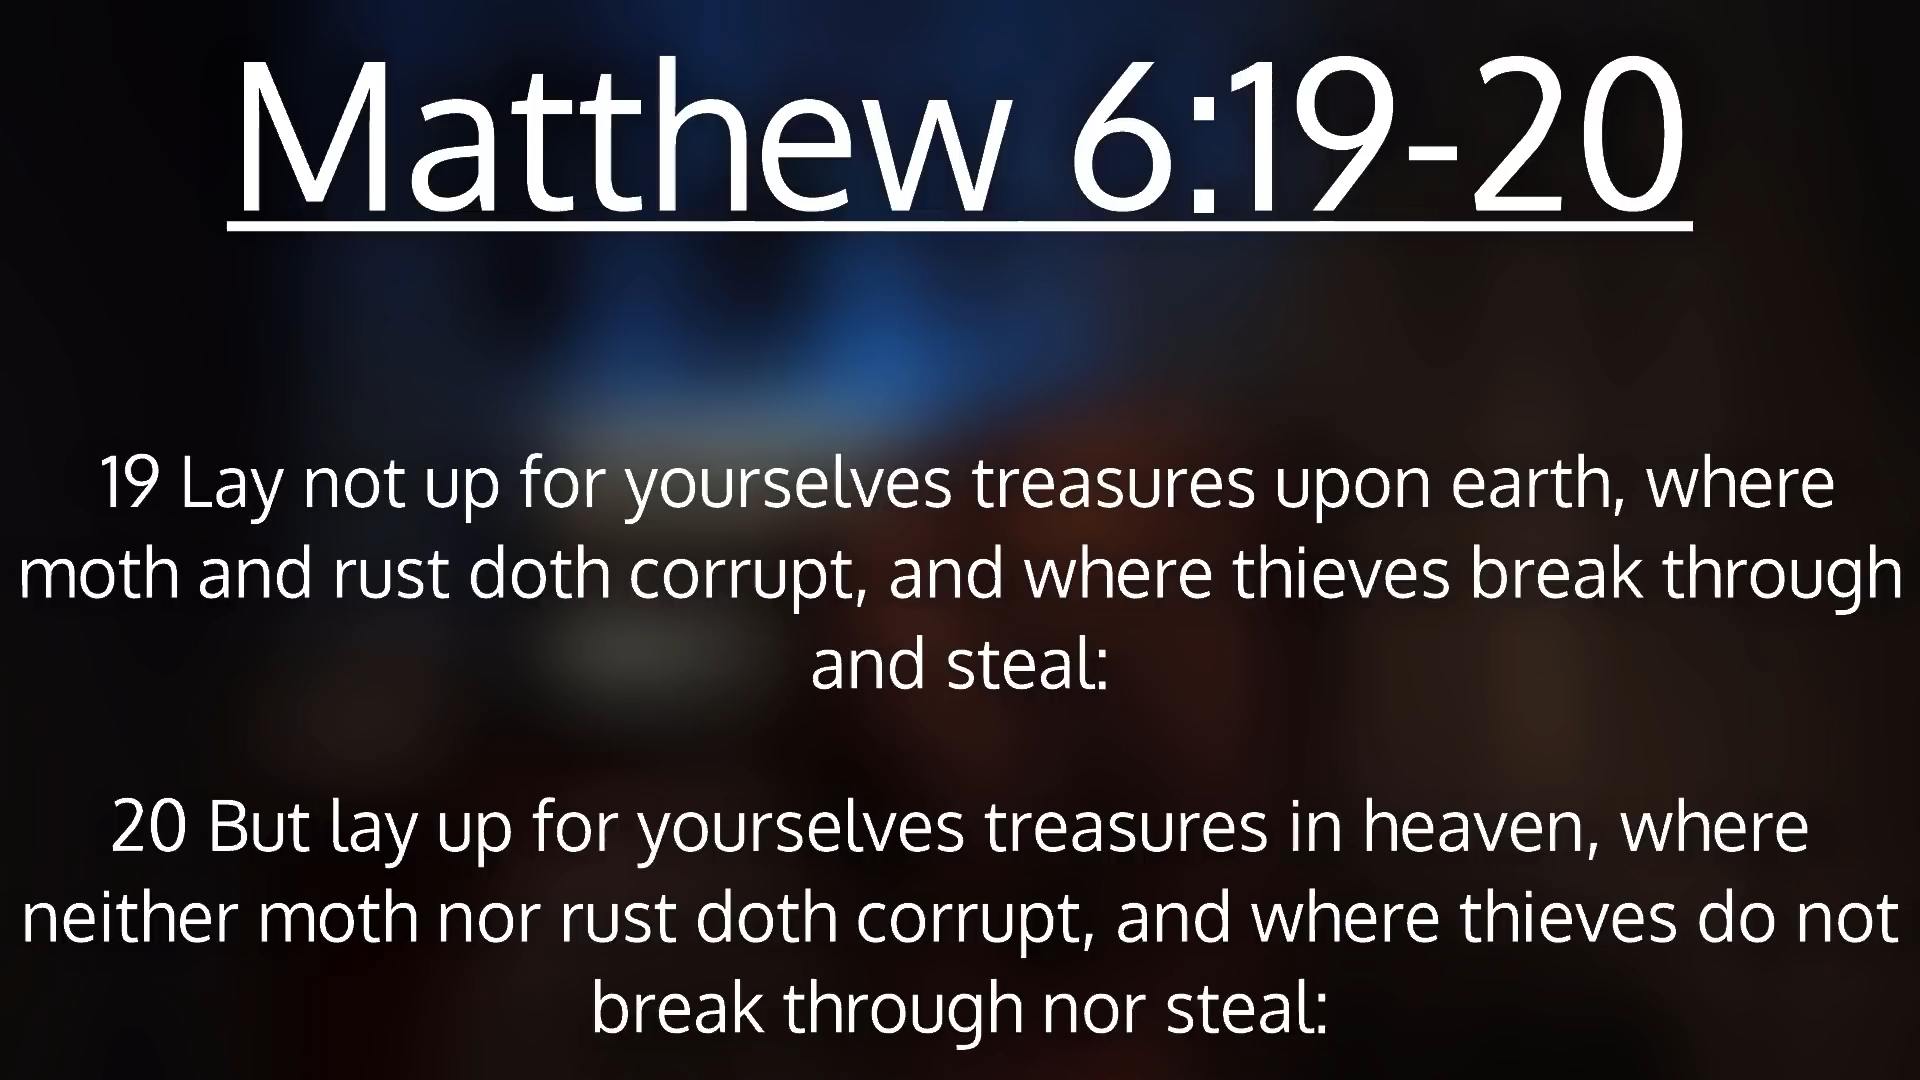 Matthew 6:19-20
19 Lay not up for yourselves treasures upon earth, where
moth and rust doth corrupt, and where thieves break through
and steal:
20 But lay up for yourselves treasures in heaven, where
neither moth nor rust doth corrupt, and where thieves do not
break through nor steal: